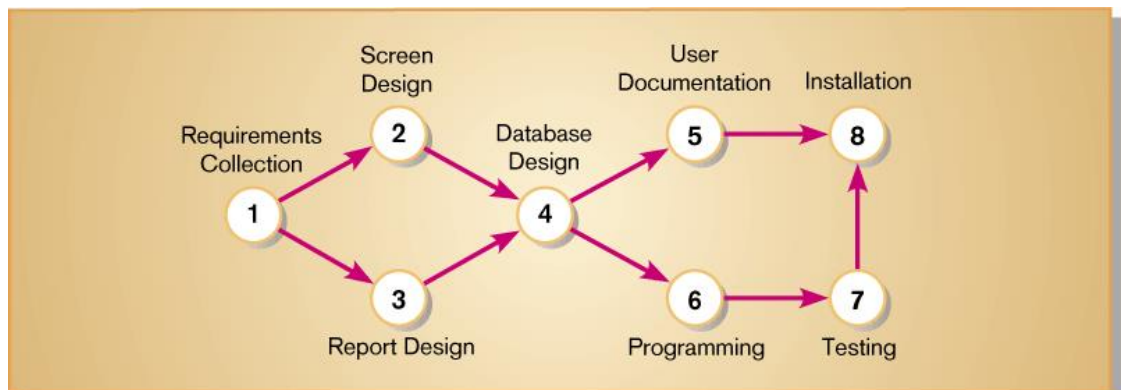 Requirements
Collection
1
Screen
Design
2
3
Report Design
Database
Design
4
User
Documentation
5
6
Programming
Installation
8
7
Testing